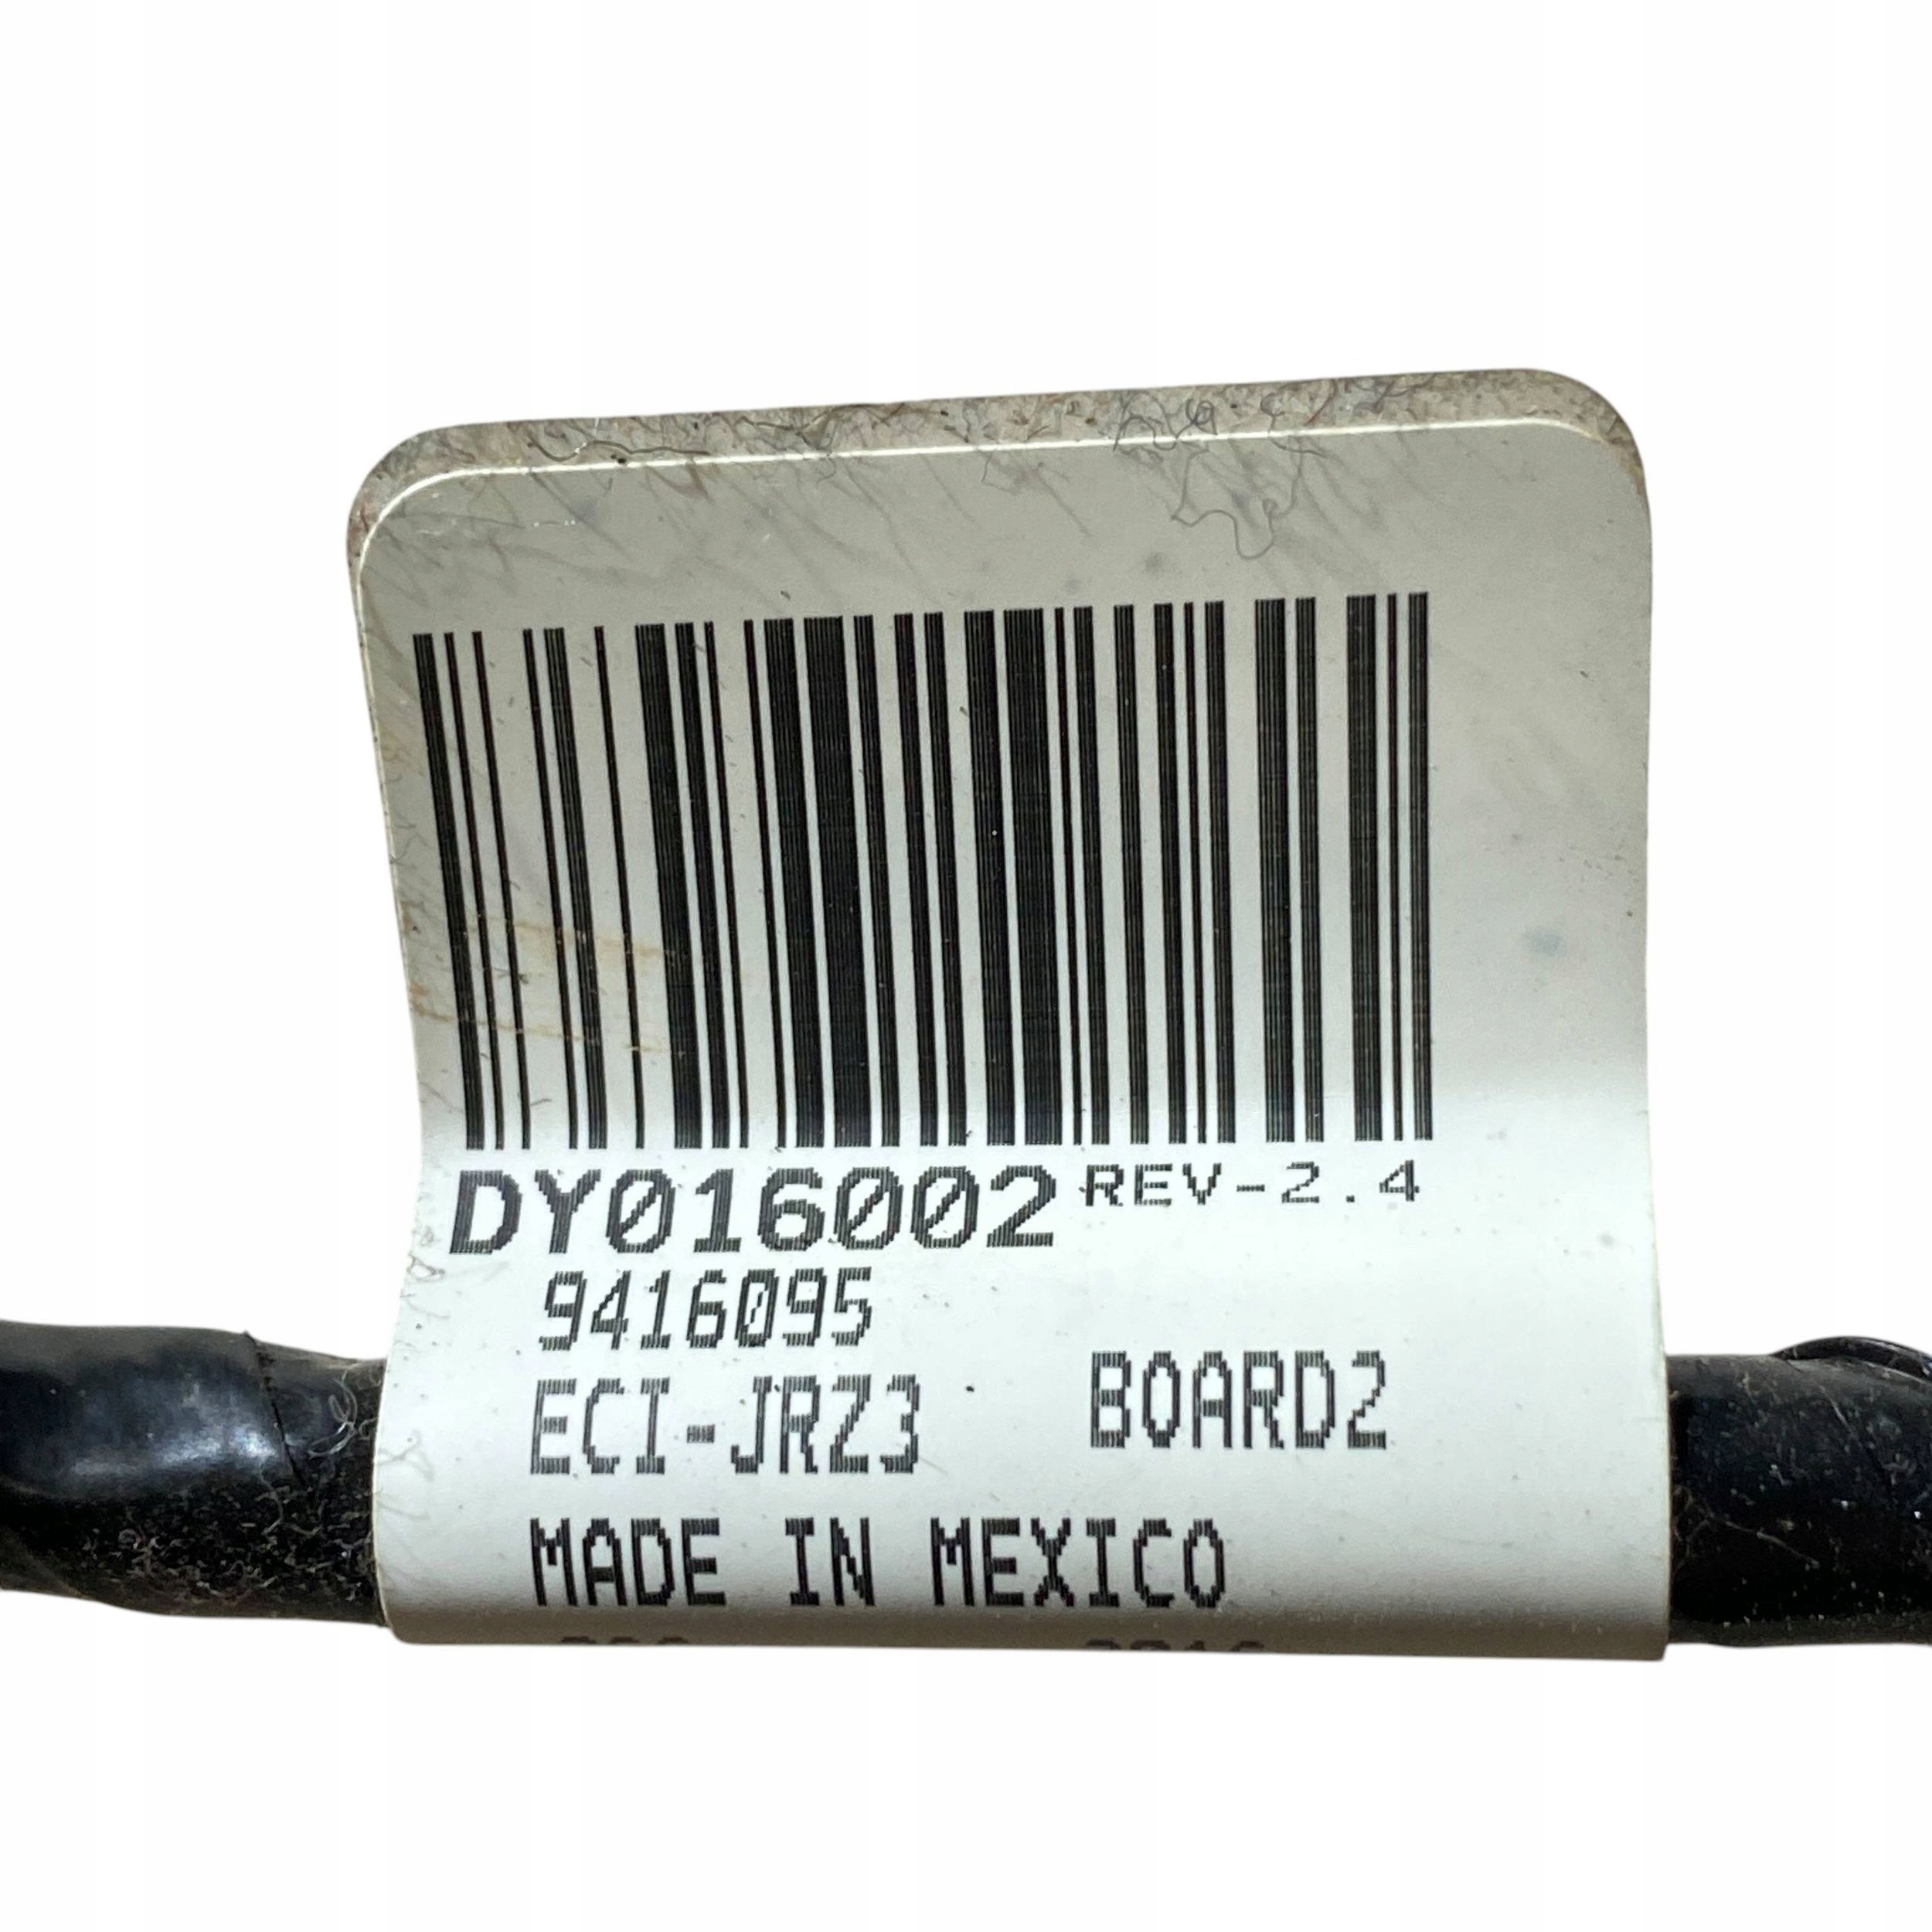 DY016002 REV-2.4
9416095
ECI-JRZ3 BOARD2
MADE IN MEXICO